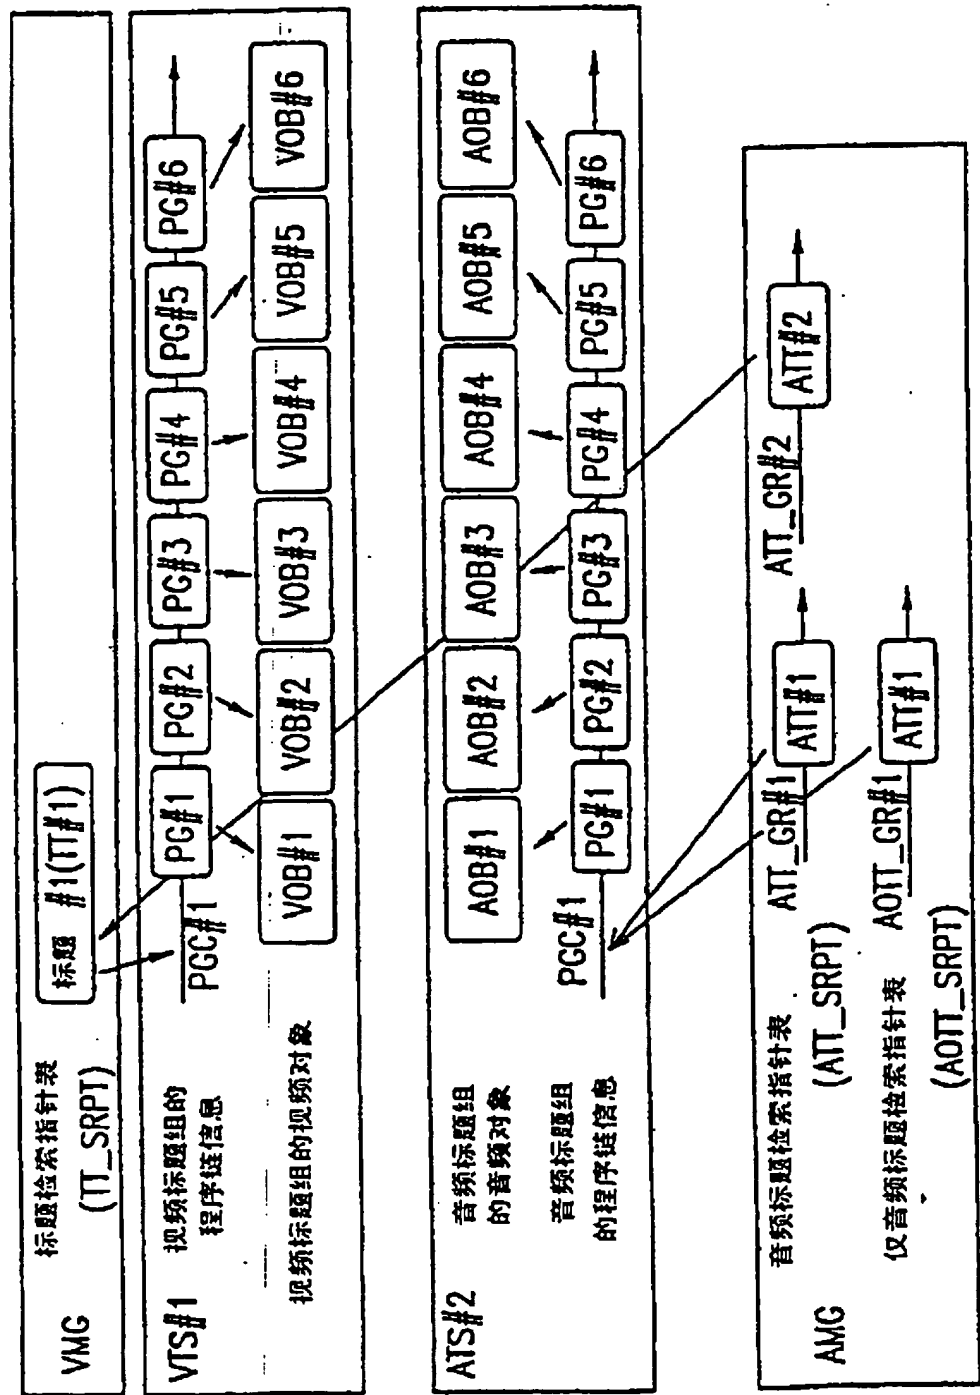 VMG
标题检索指针表
(TT_SRPT)
标题 #1(TT#1)
VTS#1
视频标题组的
程序链信息
PGC#1
PG#1
PG#2
PG#3
PG#4
PG#5
PG#6
视频标题组的视频对象
VOB#1
VOB#2
VOB#3
VOB#4
VOB#5
VOB#6
ATS#2
音频标题组
的音频对象
AOB#1
AOB#2
AOB#3
AOB#4
AOB#5
AOB#6
音频标题组
的程序链信息
PGC#1
PG#1
PG#2
PG#3
PG#4
PG#5
PG#6
AMG
音频标题检索指针表
(ATT_SRPT)
ATT_GR#1
ATT#1
ATT_GR#2
ATT#2
仅音频标题检索指针表
(AOTT_SRPT)
AOTT_GR#1
ATT#1